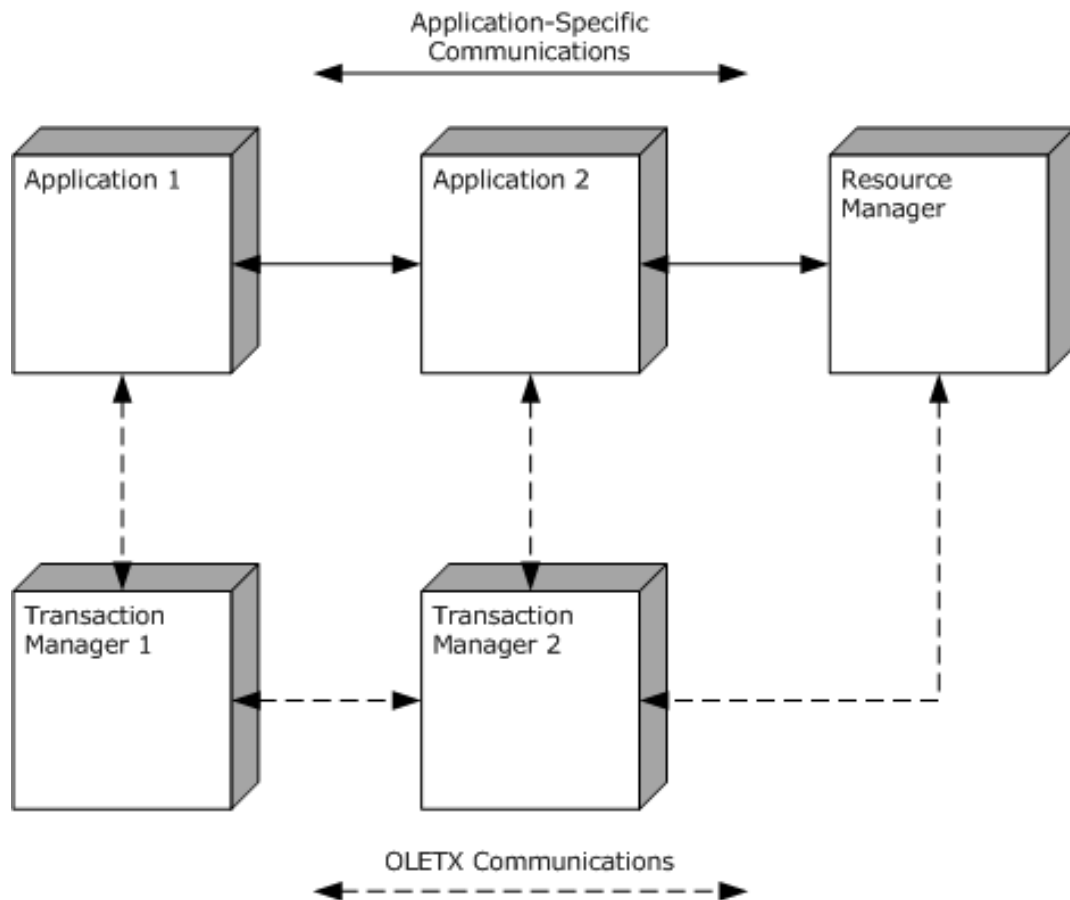 Application-Specific
Communications
Application 1
Application 2
Resource
Manager
Transaction
Manager 1
Transaction
Manager 2
OLETX Communications